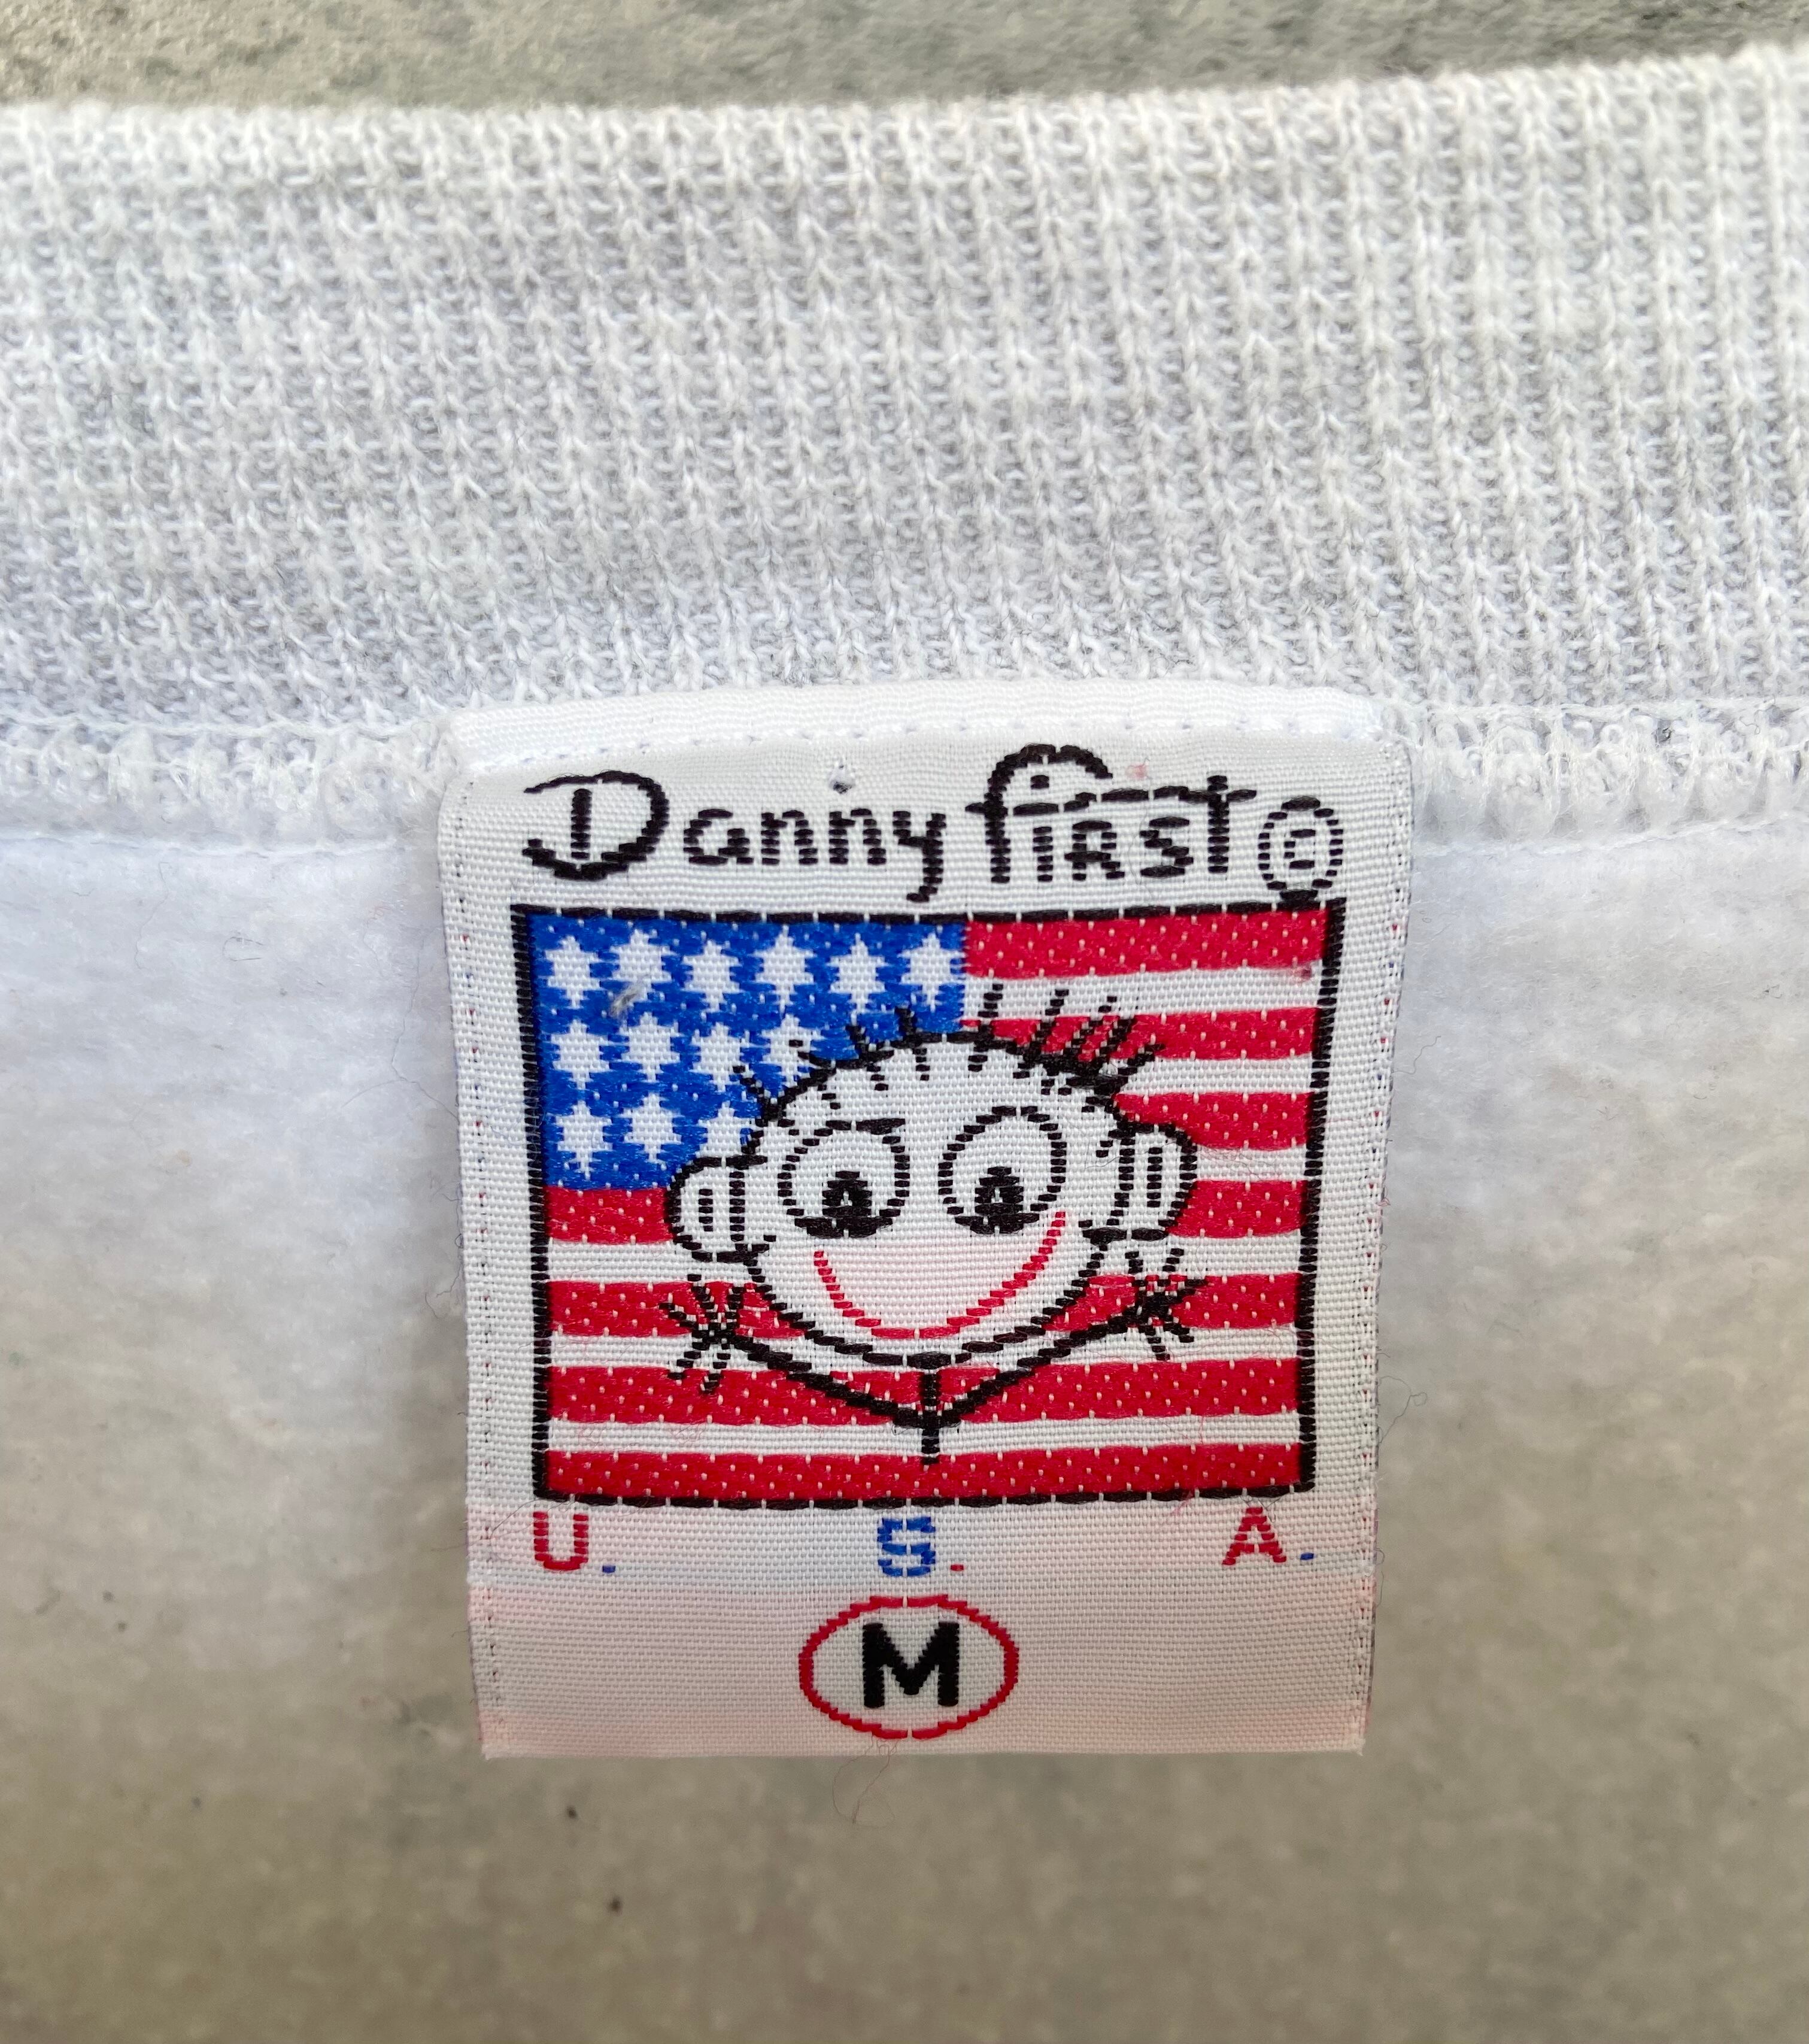 Danny first ©
U. S. A.
M